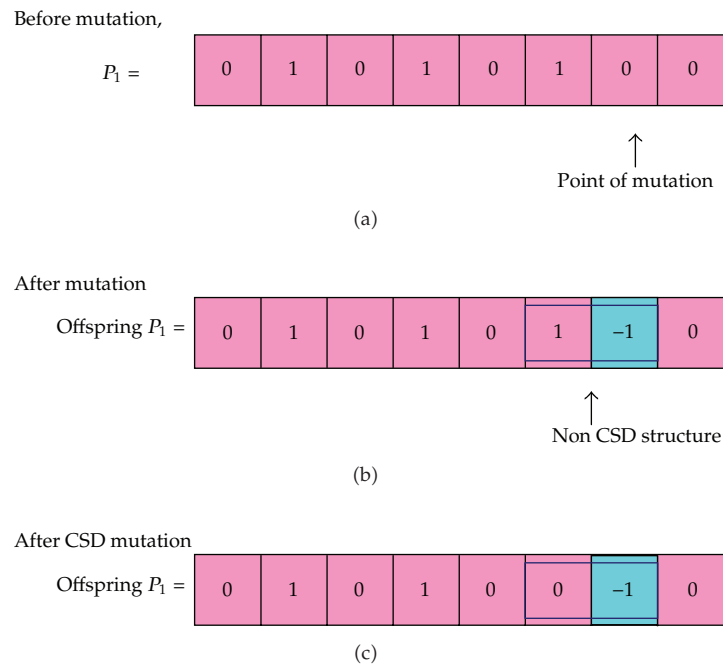 Before mutation,
P1 = 0 1 0 1 0 1 0 0
Point of mutation
(a)
After mutation
Offspring P1 = 0 1 0 1 0 1 −1 0
Non CSD structure
(b)
After CSD mutation
Offspring P1 = 0 1 0 1 0 0 −1 0
(c)